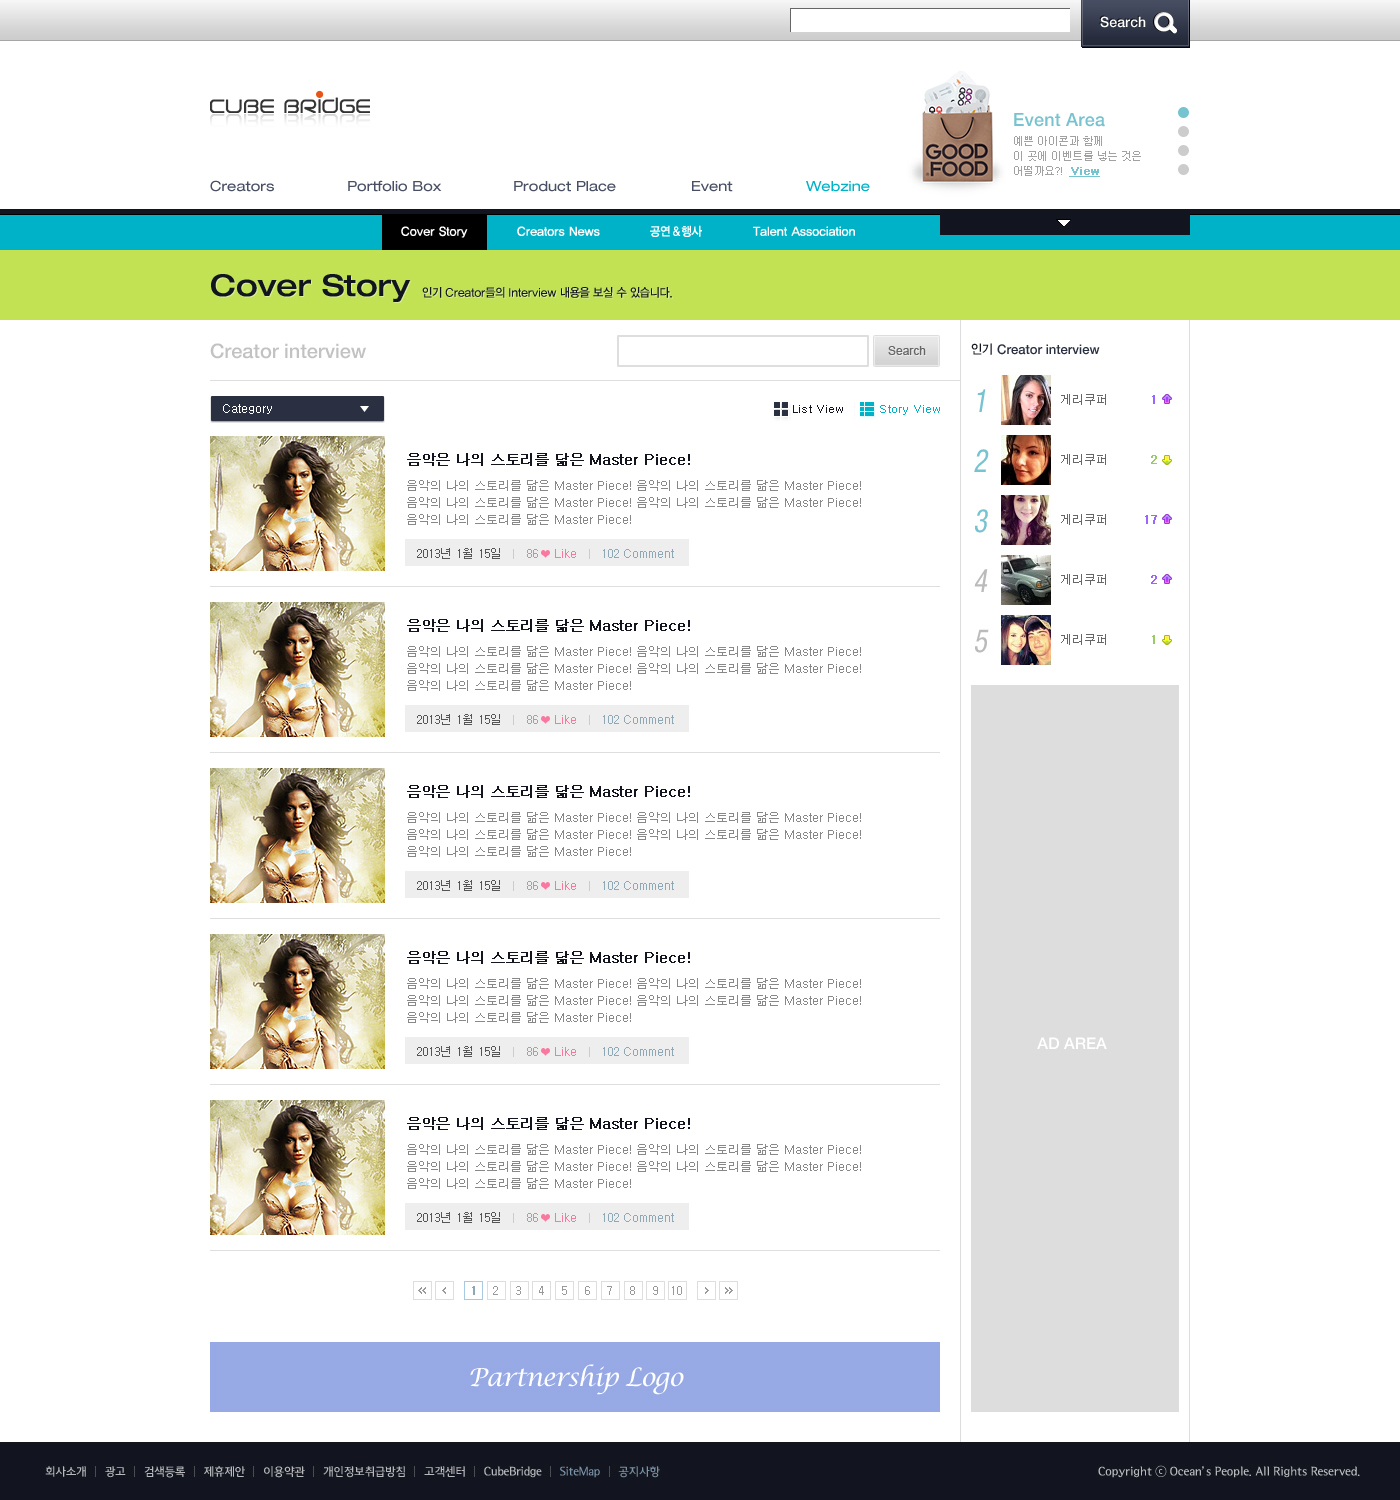 Search
CUBE BRIDGE
GOOD FOOD
Event Area
예쁜 아이콘과 함께
이 곳에 이벤트를 넣는 것은
어떨까요?! View
Creators Portfolio Box Product Place Event Webzine
Cover Story Creators News 공연&행사 Talent Association
Cover Story 인기 Creator들의 Interview 내용을 보실 수 있습니다.
Creator interview Search
Category List View Story View
음악은 나의 스토리를 닮은 Master Piece!
음악의 나의 스토리를 닮은 Master Piece! 음악의 나의 스토리를 닮은 Master Piece!
음악의 나의 스토리를 닮은 Master Piece! 음악의 나의 스토리를 닮은 Master Piece!
음악의 나의 스토리를 닮은 Master Piece!
2013년 1월 15일 | 86 Like | 102 Comment
음악은 나의 스토리를 닮은 Master Piece!
음악의 나의 스토리를 닮은 Master Piece! 음악의 나의 스토리를 닮은 Master Piece!
음악의 나의 스토리를 닮은 Master Piece! 음악의 나의 스토리를 닮은 Master Piece!
음악의 나의 스토리를 닮은 Master Piece!
2013년 1월 15일 | 86 Like | 102 Comment
음악은 나의 스토리를 닮은 Master Piece!
음악의 나의 스토리를 닮은 Master Piece! 음악의 나의 스토리를 닮은 Master Piece!
음악의 나의 스토리를 닮은 Master Piece! 음악의 나의 스토리를 닮은 Master Piece!
음악의 나의 스토리를 닮은 Master Piece!
2013년 1월 15일 | 86 Like | 102 Comment
음악은 나의 스토리를 닮은 Master Piece!
음악의 나의 스토리를 닮은 Master Piece! 음악의 나의 스토리를 닮은 Master Piece!
음악의 나의 스토리를 닮은 Master Piece! 음악의 나의 스토리를 닮은 Master Piece!
음악의 나의 스토리를 닮은 Master Piece!
2013년 1월 15일 | 86 Like | 102 Comment
음악은 나의 스토리를 닮은 Master Piece!
음악의 나의 스토리를 닮은 Master Piece! 음악의 나의 스토리를 닮은 Master Piece!
음악의 나의 스토리를 닮은 Master Piece! 음악의 나의 스토리를 닮은 Master Piece!
음악의 나의 스토리를 닮은 Master Piece!
2013년 1월 15일 | 86 Like | 102 Comment
« ‹ 1 2 3 4 5 6 7 8 9 10 › »
Partnership Logo
인기 Creator interview
1 게리쿠퍼 1
2 게리쿠퍼 2
3 게리쿠퍼 17
4 게리쿠퍼 2
5 게리쿠퍼 1
AD AREA
회사소개 | 광고 | 검색등록 | 제휴제안 | 이용약관 | 개인정보취급방침 | 고객센터 | CubeBridge | SiteMap | 공지사항
Copyright ⓒ Ocean's People. All Rights Reserved.